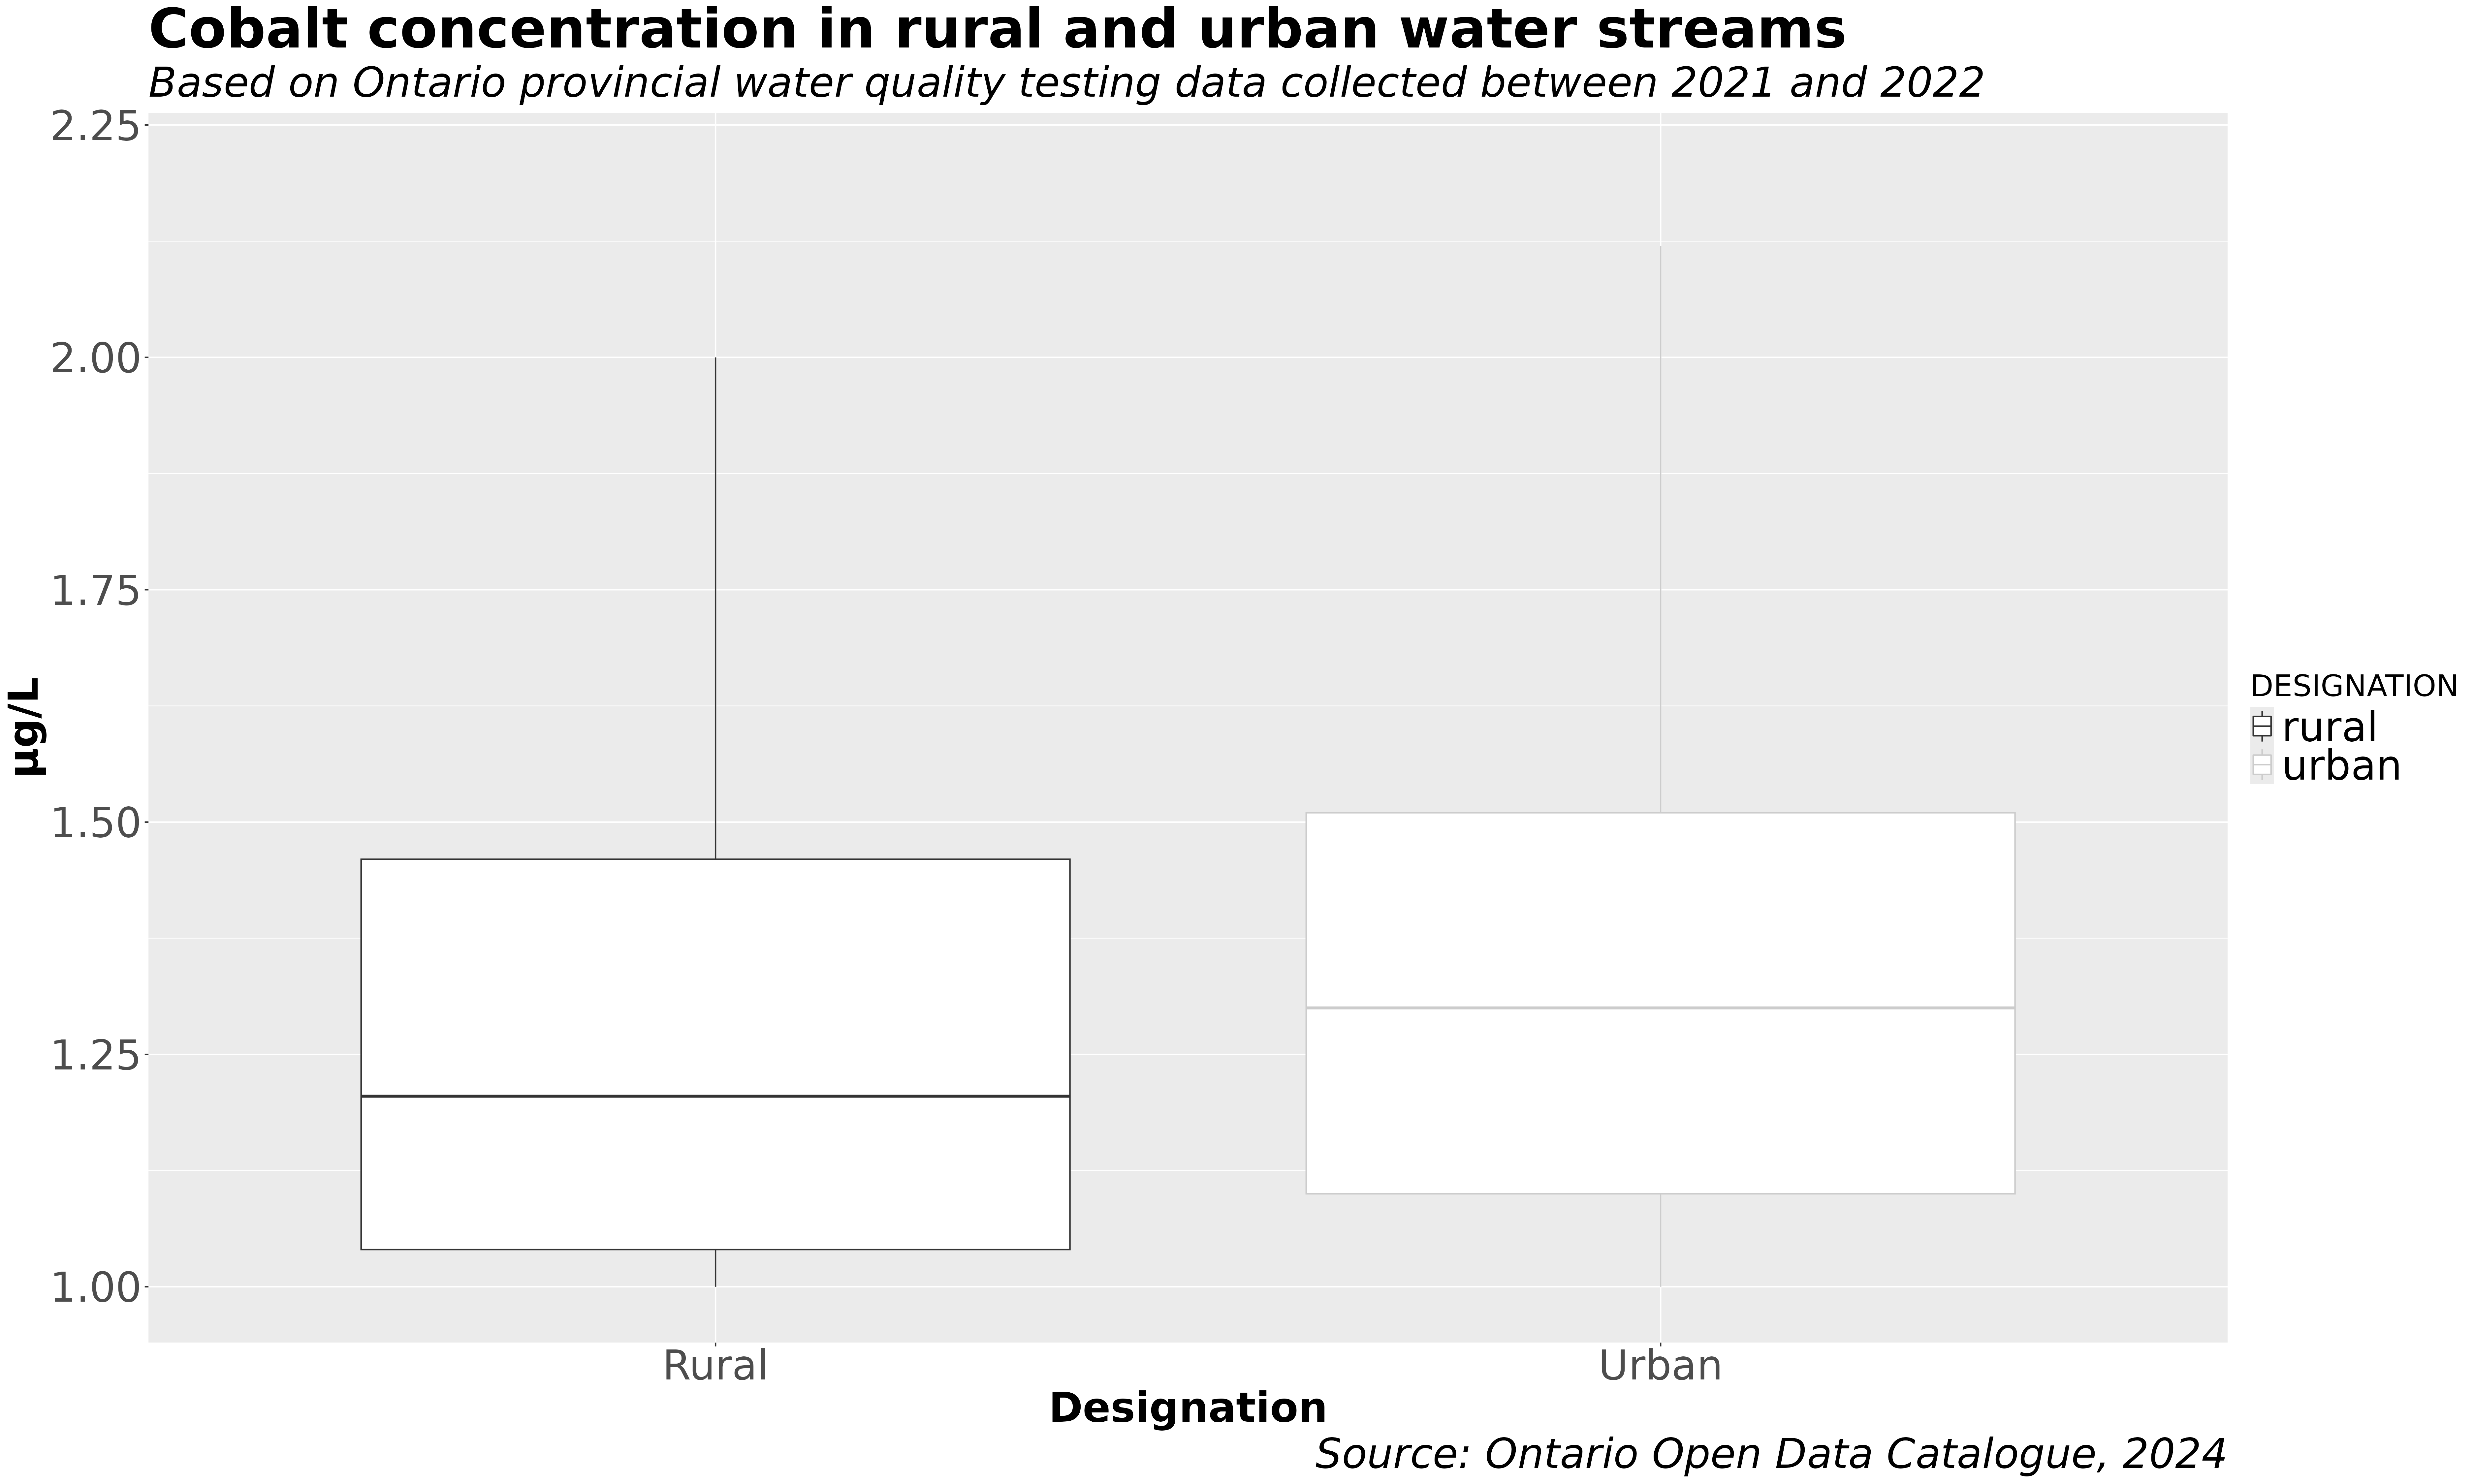 Cobalt concentration in rural and urban water streams
Based on Ontario provincial water quality testing data collected between 2021 and 2022
2.25
2.00
1.75
1.50
1.25
1.00
µg/L
Rural
Urban
Designation
DESIGNATION
rural
urban
Source: Ontario Open Data Catalogue, 2024